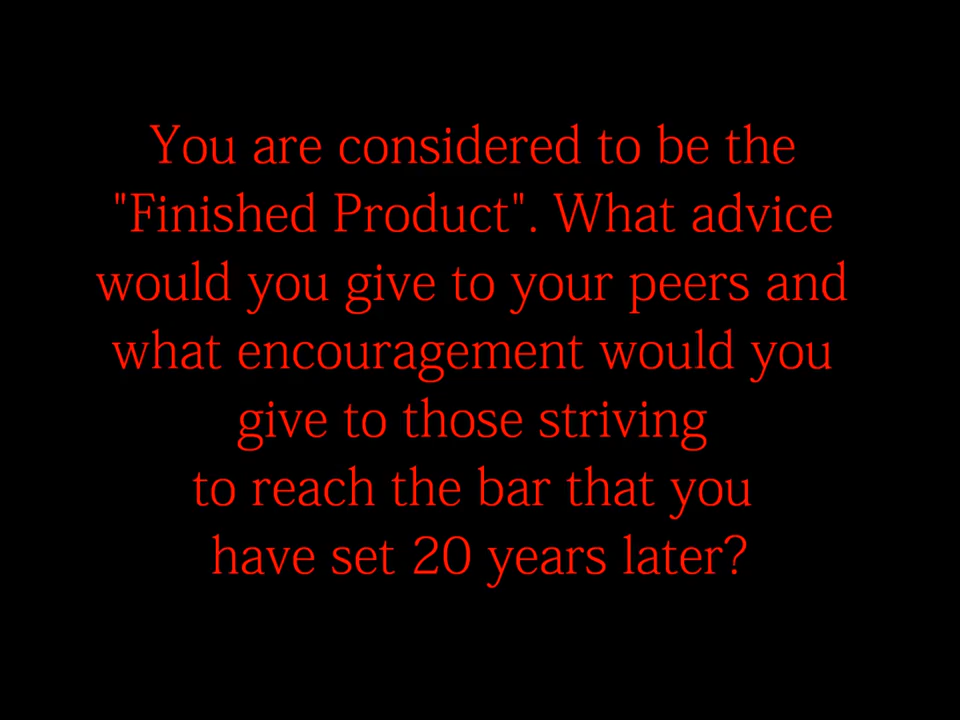 You are considered to be the
"Finished Product". What advice
would you give to your peers and
what encouragement would you
give to those striving
to reach the bar that you
have set 20 years later?